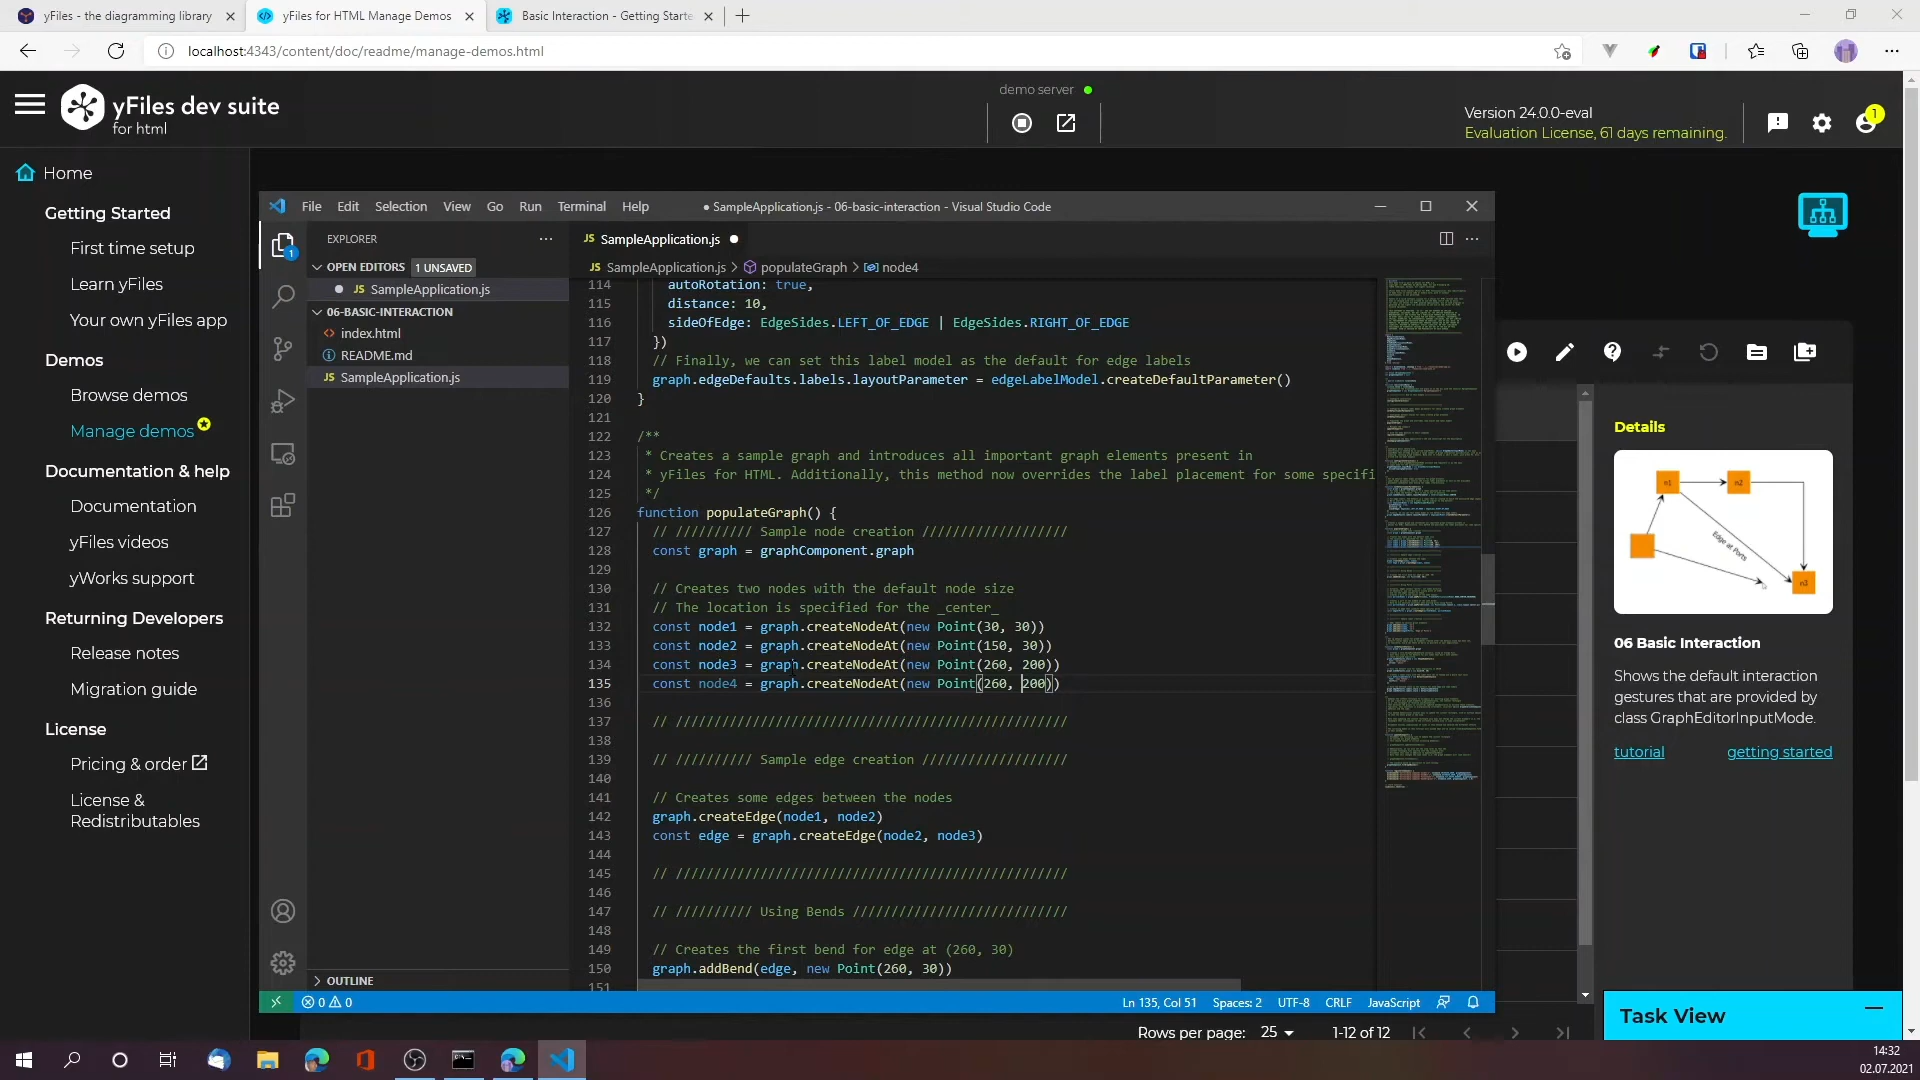 yFiles - the diagramming library
yFiles for HTML Manage Demos
Basic Interaction - Getting Starte
localhost:4343/content/doc/readme/manage-demos.html
yFiles dev suite
for html
demo server
Version 24.0.0-eval
Evaluation License, 61 days remaining.
1
Home
Getting Started
First time setup
Learn yFiles
Your own yFiles app
Demos
Browse demos
Manage demos
Documentation & help
Documentation
yFiles videos
yWorks support
Returning Developers
Release notes
Migration guide
License
Pricing & order
License &
Redistributables
File Edit Selection View Go Run Terminal Help
● SampleApplication.js - 06-basic-interaction - Visual Studio Code
EXPLORER
1
OPEN EDITORS 1 UNSAVED
JS SampleApplication.js
06-BASIC-INTERACTION
<> index.html
README.md
JS SampleApplication.js
OUTLINE
JS SampleApplication.js
JS SampleApplication.js > populateGraph > node4
114 autoRotation: true,
115 distance: 10,
116 sideOfEdge: EdgeSides.LEFT_OF_EDGE | EdgeSides.RIGHT_OF_EDGE
117 })
118 // Finally, we can set this label model as the default for edge labels
119 graph.edgeDefaults.labels.layoutParameter = edgeLabelModel.createDefaultParameter()
120 }
121
122 /**
123 * Creates a sample graph and introduces all important graph elements present in
124 * yFiles for HTML. Additionally, this method now overrides the label placement for some specifi
125 */
126 function populateGraph() {
127 // ////////// Sample node creation ///////////////////
128 const graph = graphComponent.graph
129
130 // Creates two nodes with the default node size
131 // The location is specified for the _center_
132 const node1 = graph.createNodeAt(new Point(30, 30))
133 const node2 = graph.createNodeAt(new Point(150, 30))
134 const node3 = graph.createNodeAt(new Point(260, 200))
135 const node4 = graph.createNodeAt(new Point(260, 200))
136
137 // ///////////////////////////////////////////////////
138
139 // ////////// Sample edge creation ///////////////////
140
141 // Creates some edges between the nodes
142 graph.createEdge(node1, node2)
143 const edge = graph.createEdge(node2, node3)
144
145 // ///////////////////////////////////////////////////
146
147 // ////////// Using Bends ////////////////////////////
148
149 // Creates the first bend for edge at (260, 30)
150 graph.addBend(edge, new Point(260, 30))
151
0 0
Ln 135, Col 51 Spaces: 2 UTF-8 CRLF JavaScript
Details
n1
n2
Edge at Ports
n3
06 Basic Interaction
Shows the default interaction
gestures that are provided by
class GraphEditorInputMode.
tutorial getting started
Task View
Rows per page: 25 1-12 of 12
14:32
02.07.2021